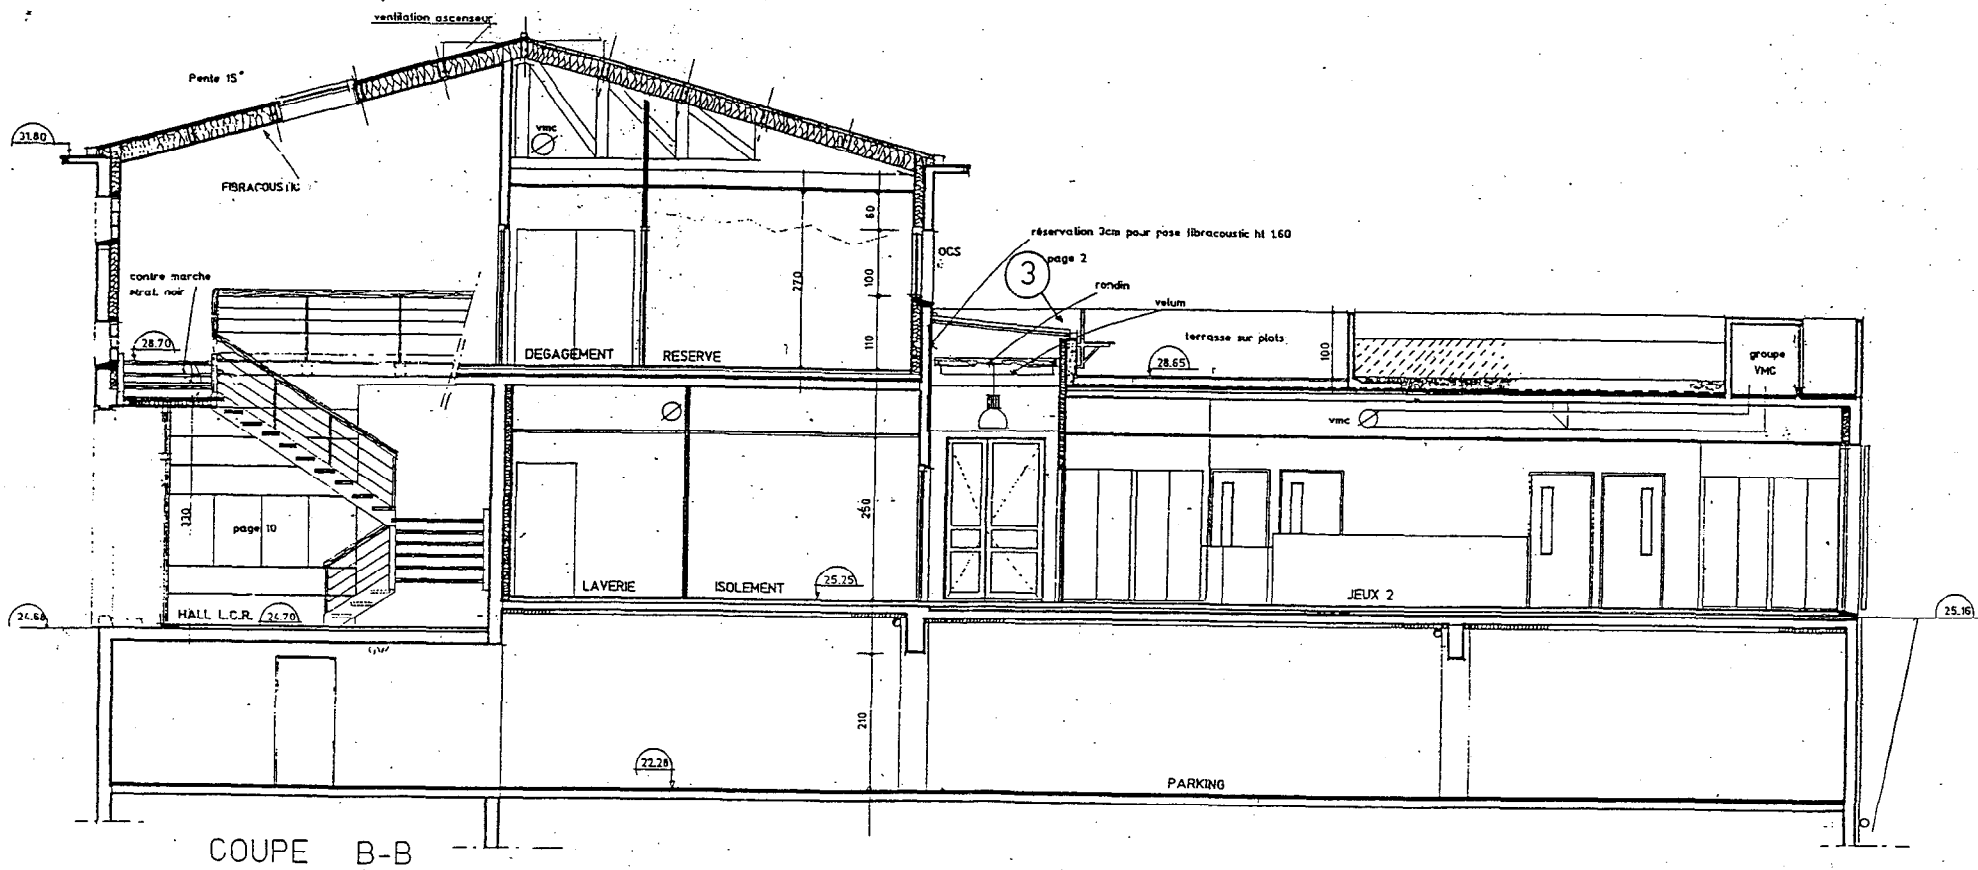 ventilation ascenseur
Pente 15°
31.80
vmc
FIBRACOUSTIC
60
réservation 3cm pour pose fibracoustic ht 1.60
OCS
3
page 2
contre marche
strat. noir
270
100
rondin
velum
28.70
110
terrasse sur plots
100
DEGAGEMENT
RESERVE
28.65
groupe
VMC
vmc
page 10
250
LAVERIE
ISOLEMENT
25.25
JEUX 2
HALL L.C.R.
24.70
24.68
25.16
210
22.28
PARKING
COUPE B-B